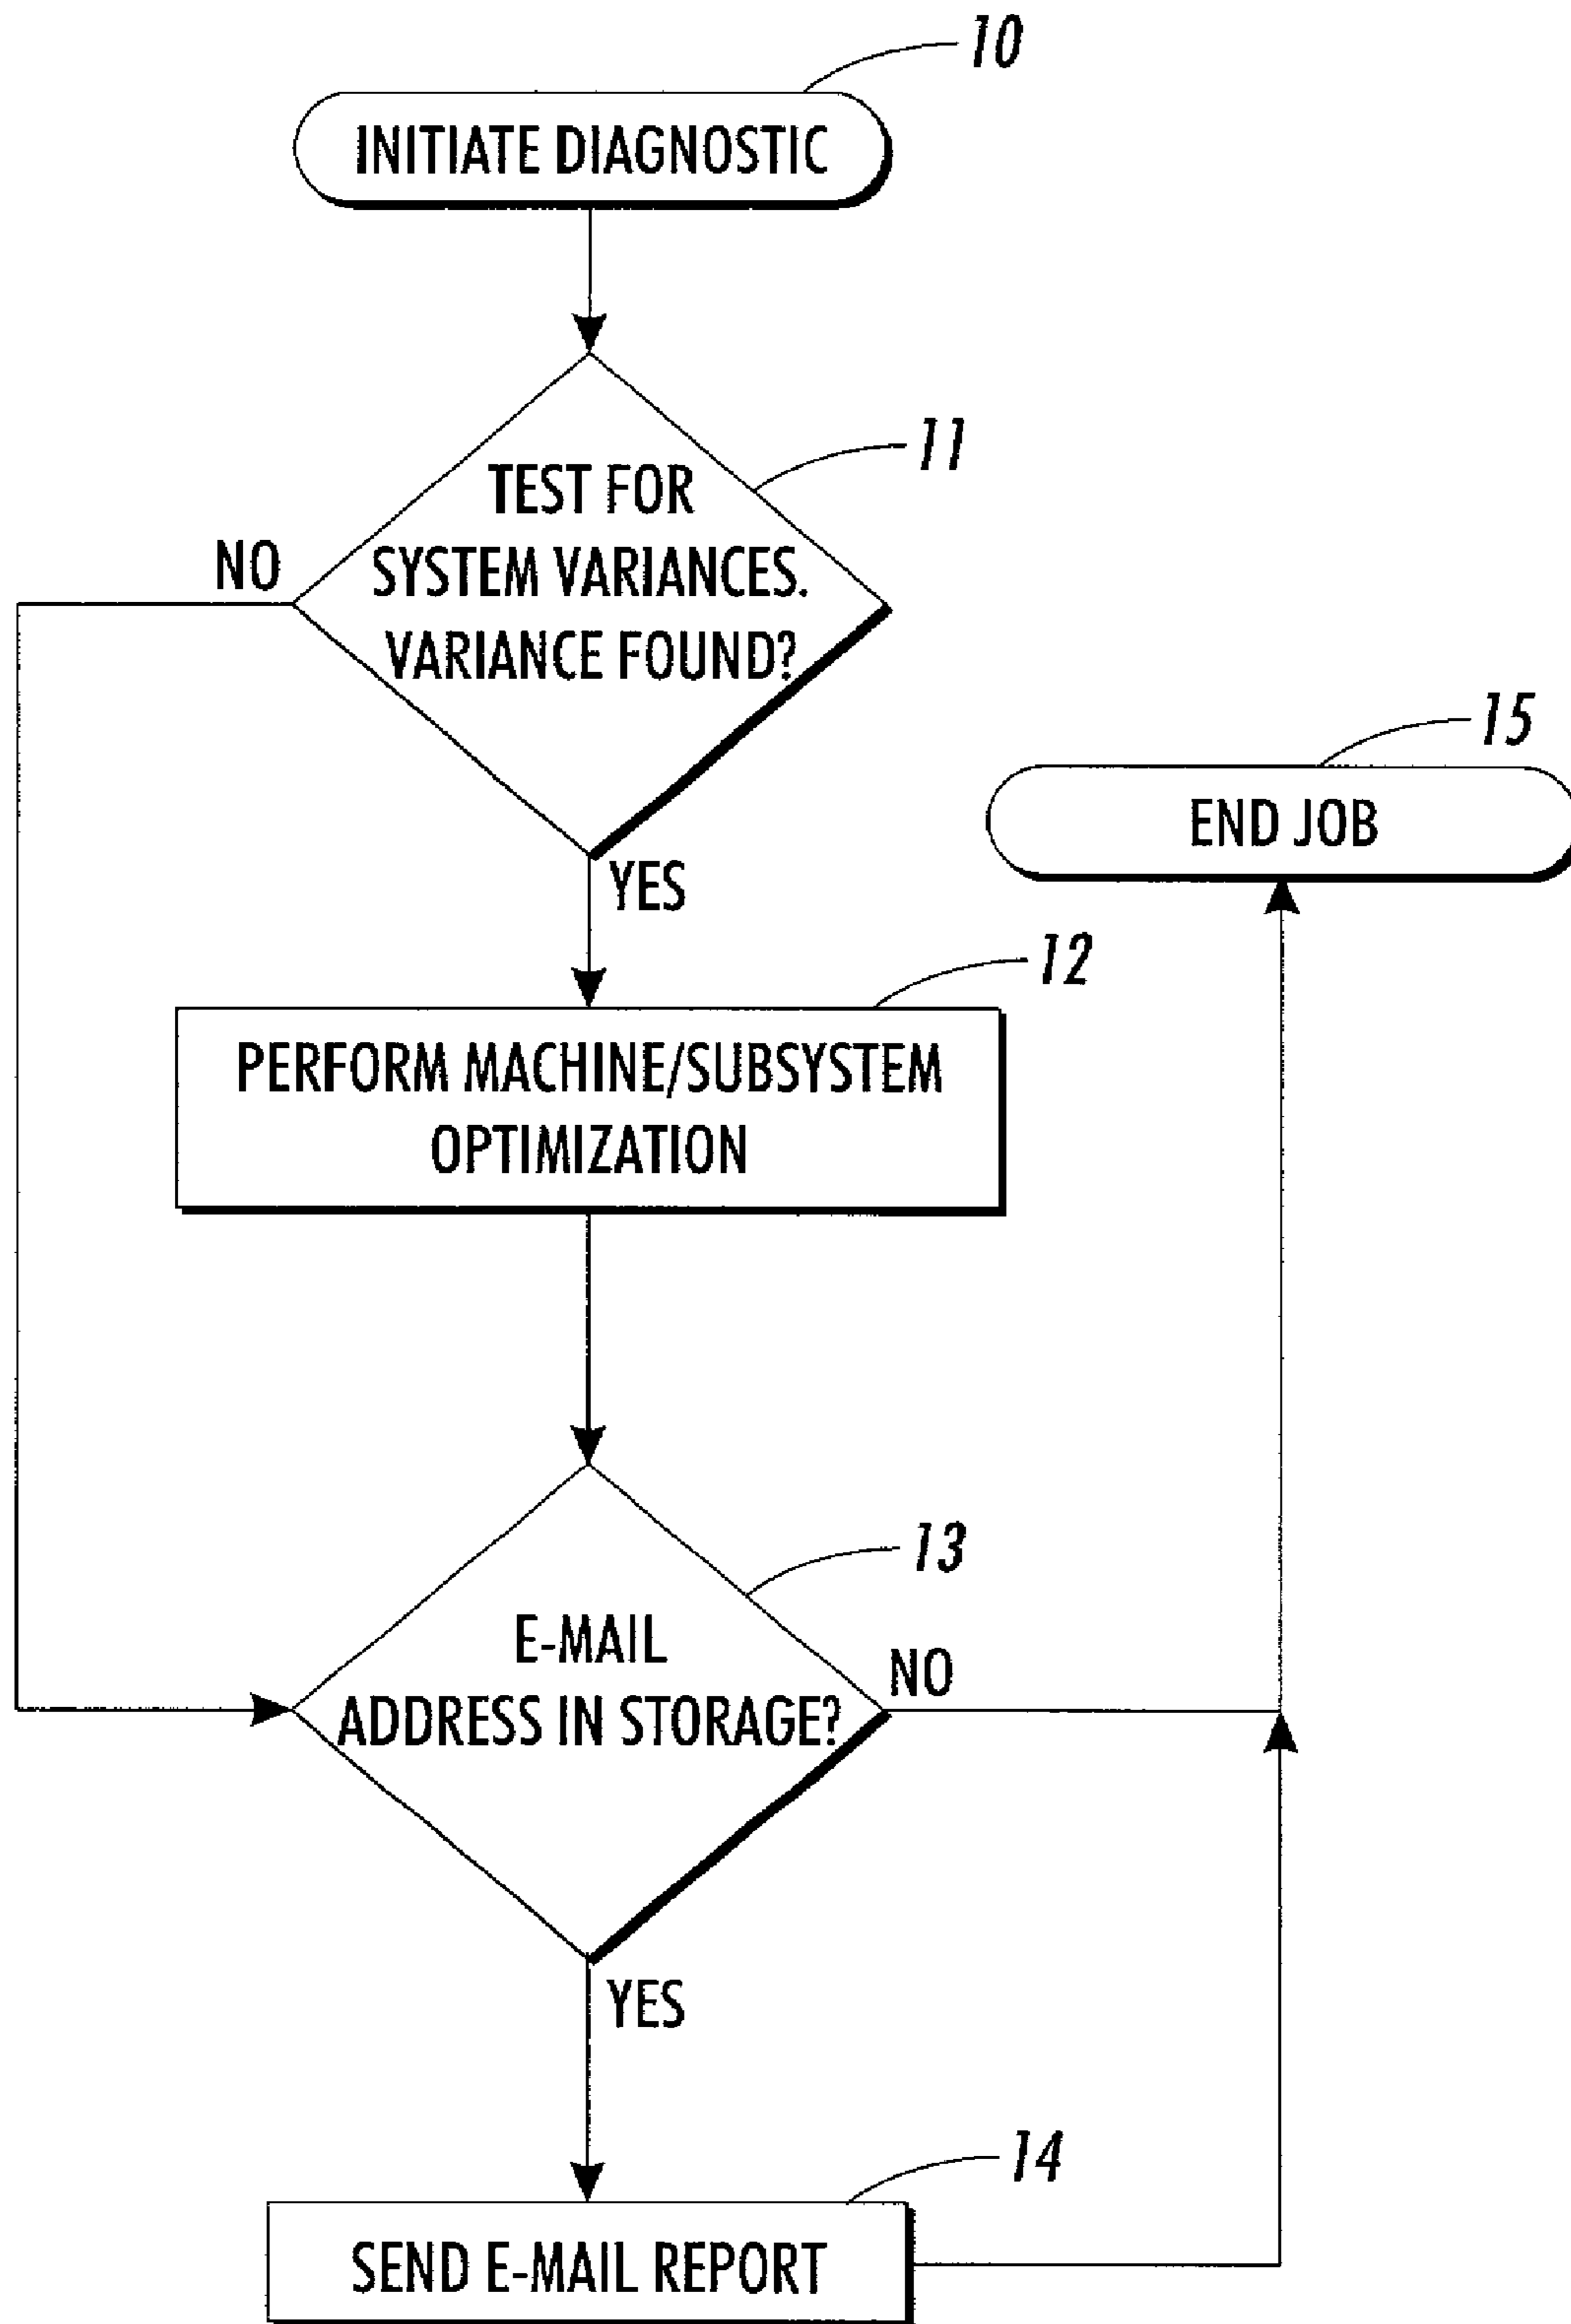 10
INITIATE DIAGNOSTIC
11
TEST FOR
NO
SYSTEM VARIANCES.
VARIANCE FOUND?
15
END JOB
YES
12
PERFORM MACHINE/SUBSYSTEM
OPTIMIZATION
13
E-MAIL
NO
ADDRESS IN STORAGE?
YES
14
SEND E-MAIL REPORT